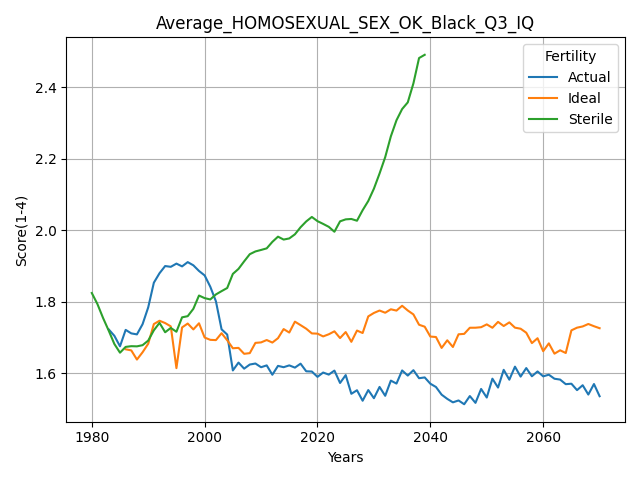 Average_HOMOSEXUAL_SEX_OK_Black_Q3_IQ
Fertility
Actual
Ideal
Sterile
Score(1-4)
2.4
2.2
2.0
1.8
1.6
1980
2000
2020
2040
2060
Years